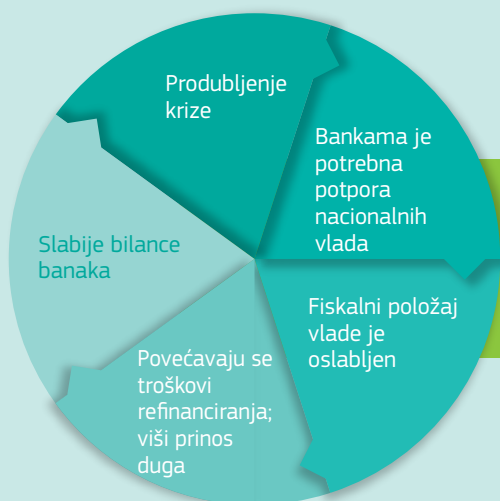 Produbljenje
krize
Bankama je
potrebna
potpora
nacionalnih
vlada
Fiskalni položaj
vlade je
oslabljen
Povećavaju se
troškovi
refinanciranja;
viši prinos
duga
Slabije bilance
banaka